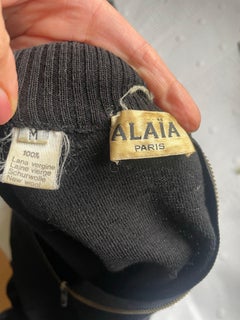 M
100%
Lana vergine
Laine vierge
Schurwolle
New wool
ALAÏA
PARIS